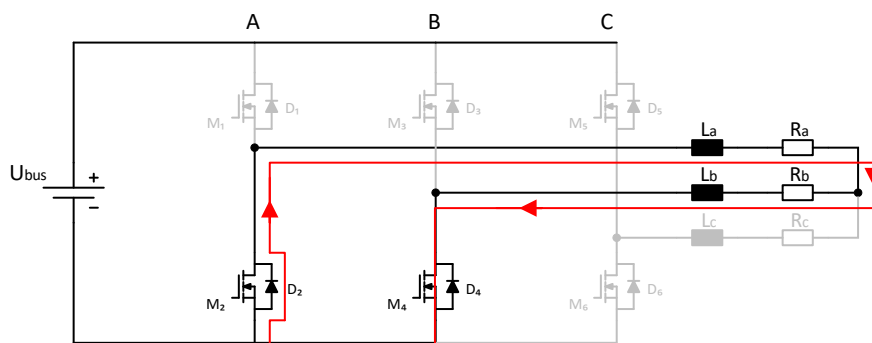 A B C
M1 D1 M3 D3 M5 D5
La Ra
Ubus + Lb Rb
−
Lc Rc
M2 D2 M4 D4 M6 D6